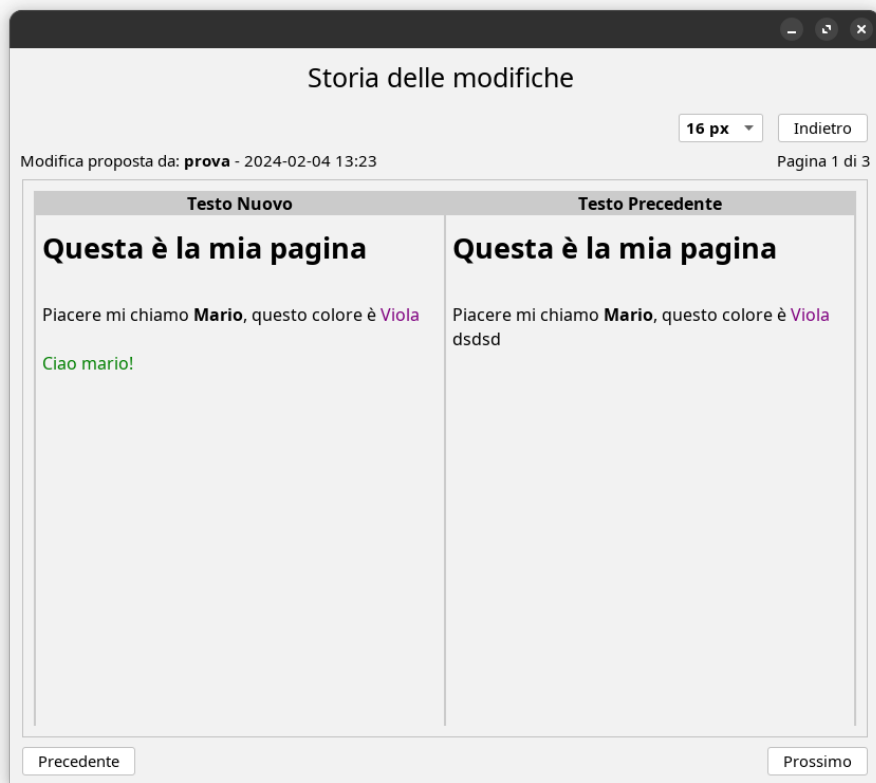 Storia delle modifiche
16 px
Indietro
Modifica proposta da: prova - 2024-02-04 13:23
Pagina 1 di 3
Testo Nuovo
Questa è la mia pagina
Piacere mi chiamo Mario, questo colore è Viola
Ciao mario!
Testo Precedente
Questa è la mia pagina
Piacere mi chiamo Mario, questo colore è Viola
dsdsd
Precedente
Prossimo